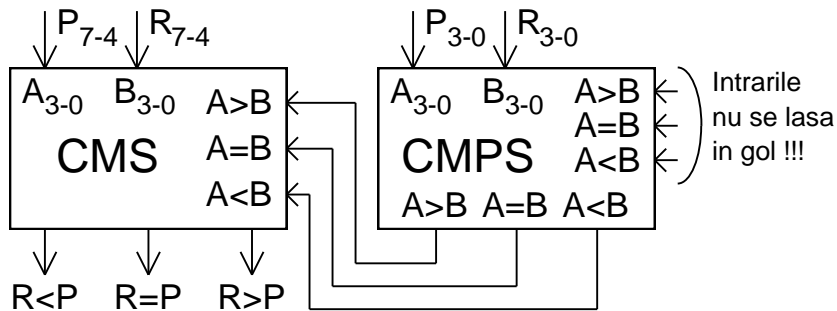 P7-4 R7-4 P3-0 R3-0
A3-0 B3-0 A>B
A=B
A<B
CMS
A3-0 B3-0 A>B
A=B
A<B
CMPS
A>B A=B A<B
Intrarile
nu se lasa
in gol !!!
R<P R=P R>P